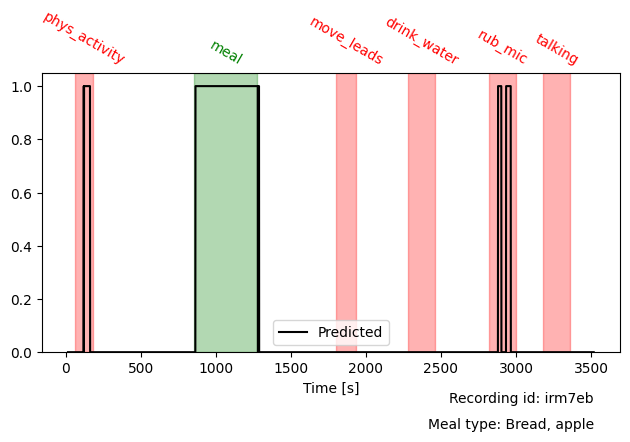 phys_activity
meal
move_leads
drink_water
rub_mic
talking
1.0
0.8
0.6
0.4
0.2
0.0
Predicted
0 500 1000 1500 2000 2500 3000 3500
Time [s]
Recording id: irm7eb
Meal type: Bread, apple